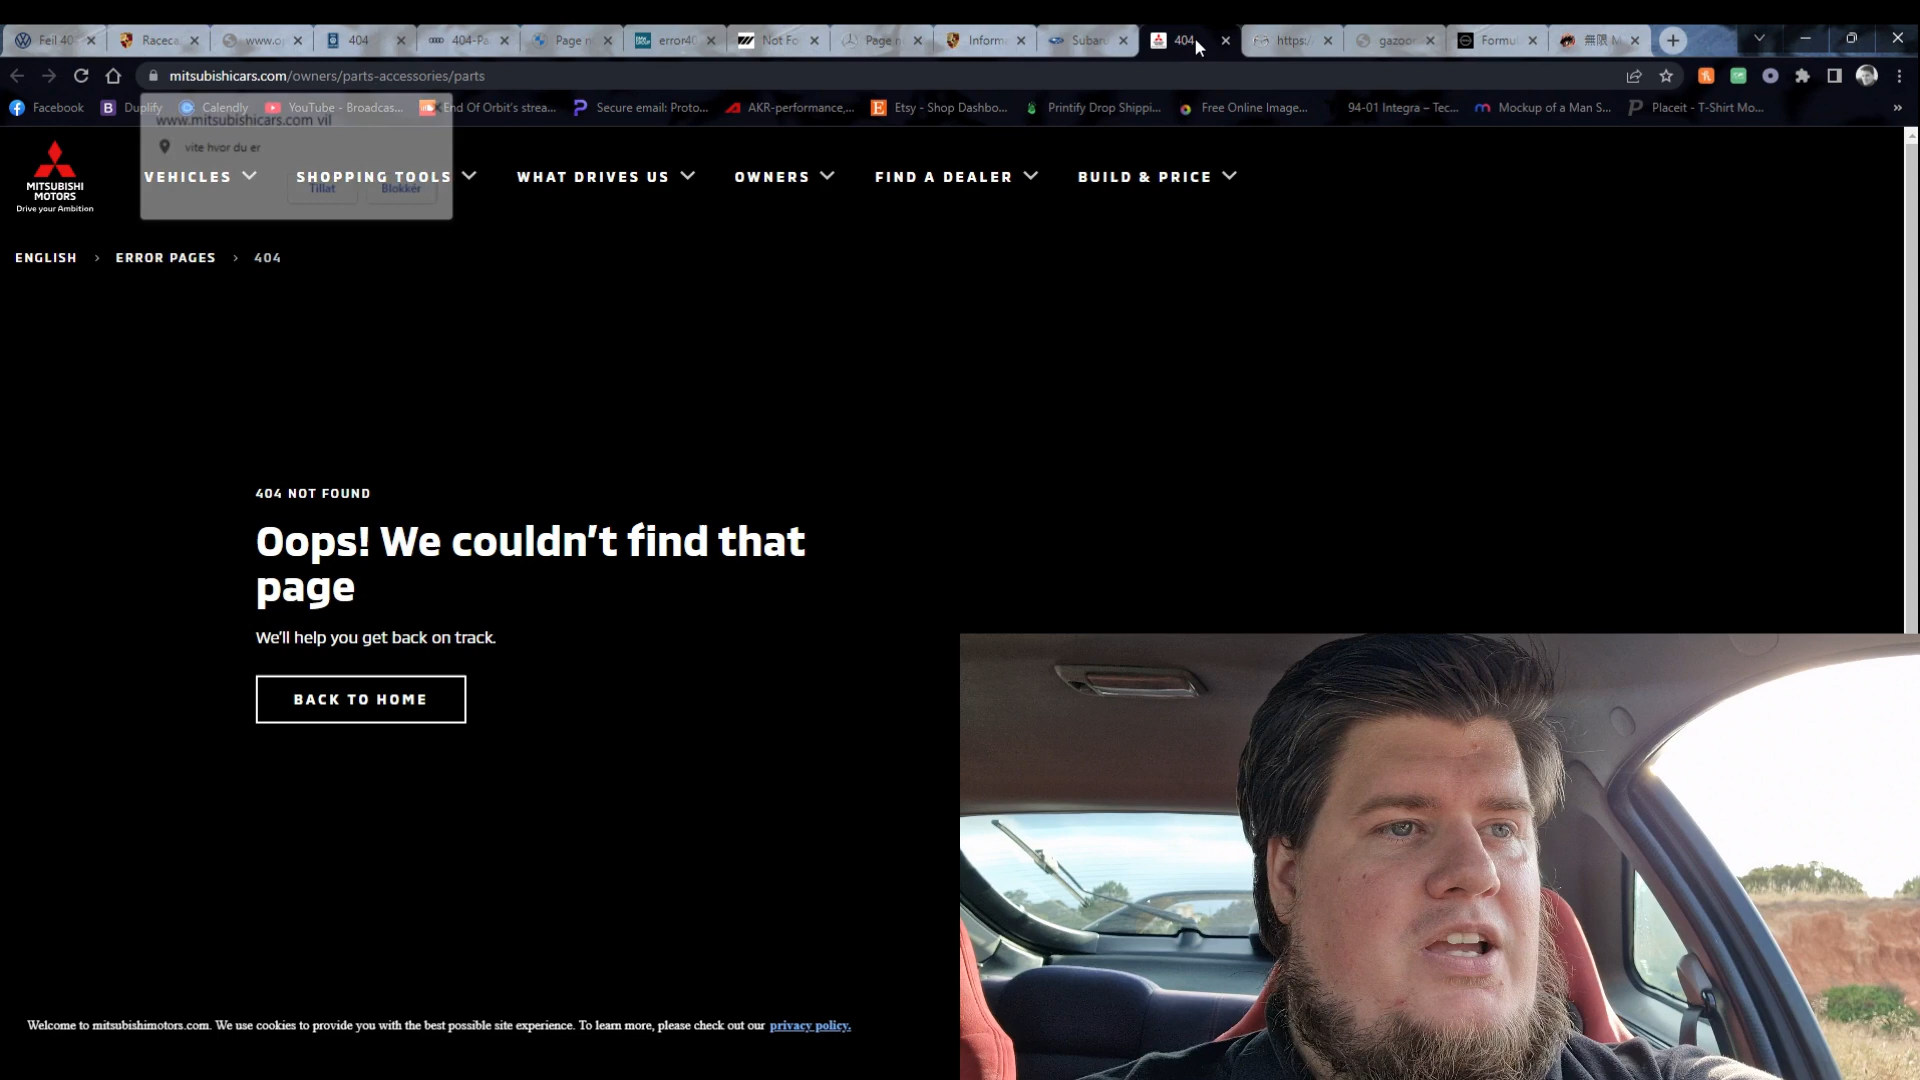 Feil 40
Raceca
www.o
404
404-Pa
Page n
error4
Not Fo
Page n
Inform
Subaru
404
https:/
gazoo
Formu
無限 M
mitsubishicars.com/owners/parts-accessories/parts
Facebook
Duplify
Calendly
YouTube - Broadcas...
End Of Orbit's strea...
Secure email: Proto...
AKR-performance,...
Etsy - Shop Dashbo...
Printify Drop Shippi...
Free Online Image...
94-01 Integra – Tec...
Mockup of a Man S...
Placeit - T-Shirt Mo...
»
www.mitsubishicars.com vil
vite hvor du er
Tillat
Blokkér
MITSUBISHI
MOTORS
Drive your Ambition
VEHICLES
SHOPPING TOOLS
WHAT DRIVES US
OWNERS
FIND A DEALER
BUILD & PRICE
ENGLISH > ERROR PAGES > 404
404 NOT FOUND
Oops! We couldn't find that
page
We'll help you get back on track.
BACK TO HOME
Welcome to mitsubishimotors.com. We use cookies to provide you with the best possible site experience. To learn more, please check out our privacy policy.